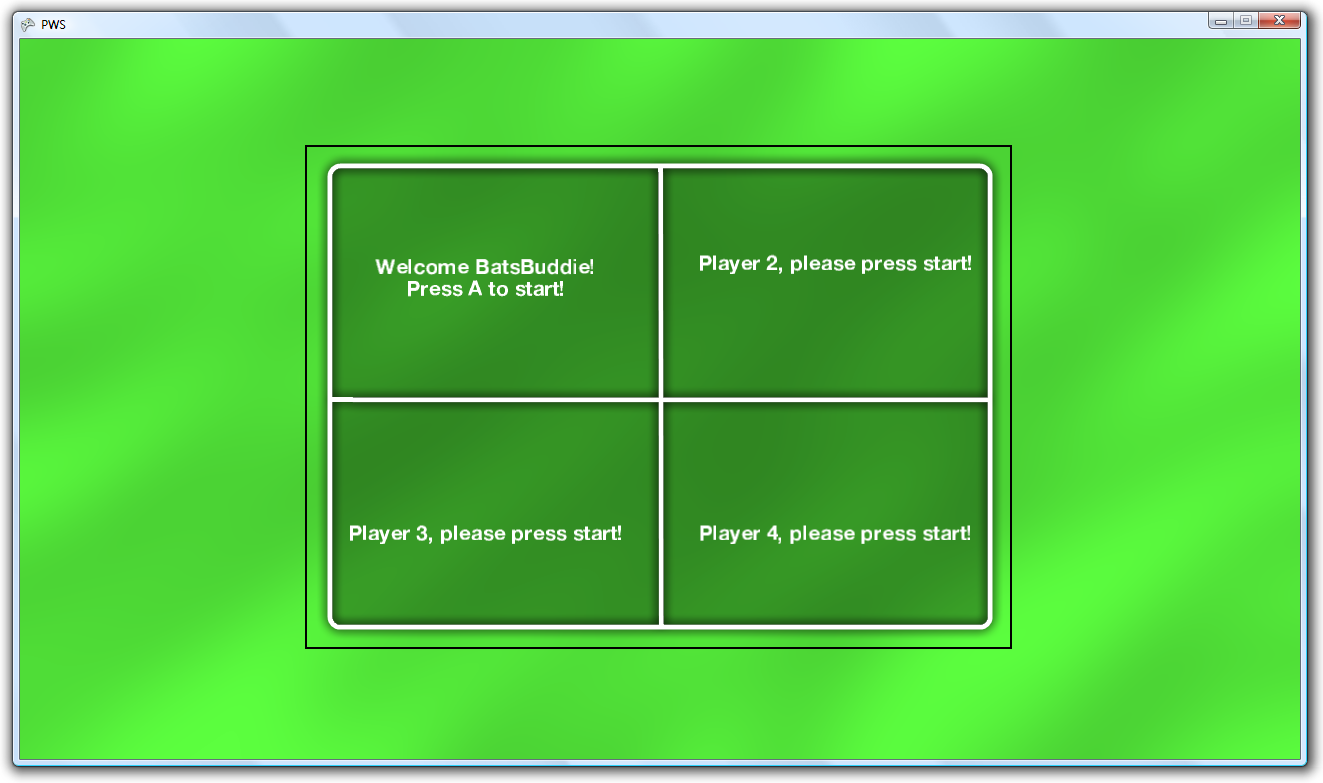 PWS
Welcome BatsBuddie!
Press A to start!
Player 2, please press start!
Player 3, please press start!
Player 4, please press start!